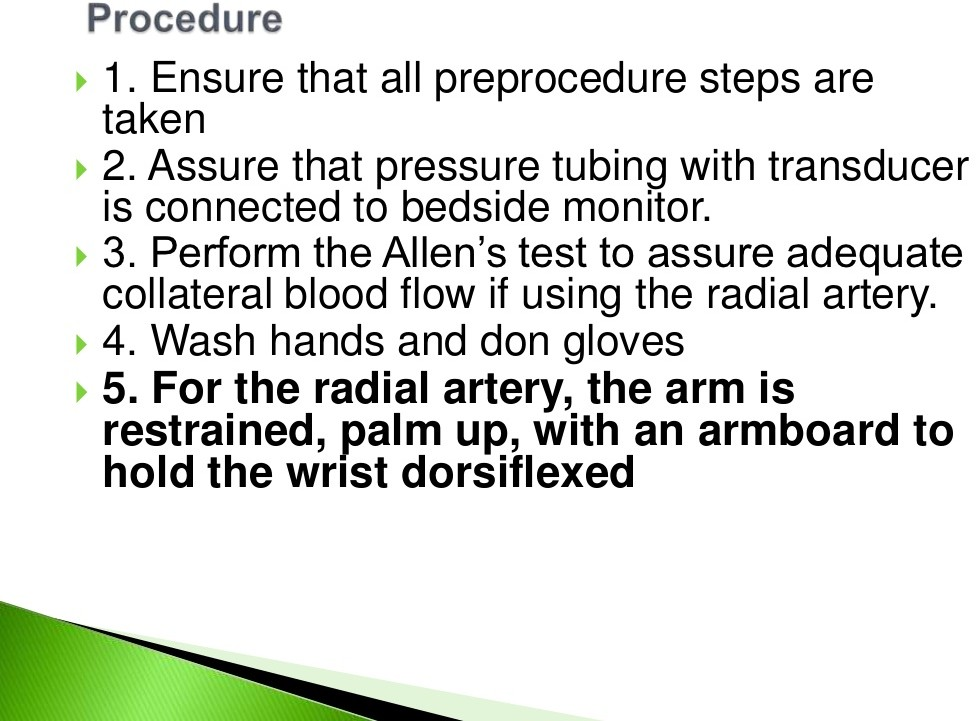 Procedure
1. Ensure that all preprocedure steps are
taken
2. Assure that pressure tubing with transducer
is connected to bedside monitor.
3. Perform the Allen’s test to assure adequate
collateral blood flow if using the radial artery.
4. Wash hands and don gloves
5. For the radial artery, the arm is
restrained, palm up, with an armboard to
hold the wrist dorsiflexed